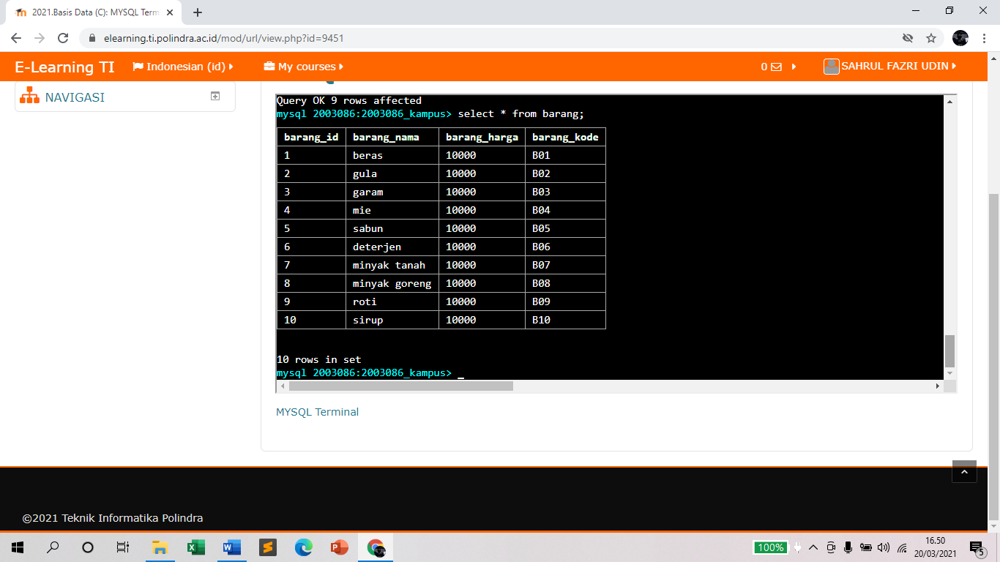 2021.Basis Data (C): MYSQL Term
elearning.ti.polindra.ac.id/mod/url/view.php?id=9451
E-Learning TI Indonesian (id) My courses 0 SAHRUL FAZRI UDIN
NAVIGASI
Query OK 9 rows affected
mysql 2003086:2003086_kampus> select * from barang;
barang_id barang_nama barang_harga barang_kode
1 beras 10000 B01
2 gula 10000 B02
3 garam 10000 B03
4 mie 10000 B04
5 sabun 10000 B05
6 deterjen 10000 B06
7 minyak tanah 10000 B07
8 minyak goreng 10000 B08
9 roti 10000 B09
10 sirup 10000 B10
10 rows in set
mysql 2003086:2003086_kampus> _
MYSQL Terminal
©2021 Teknik Informatika Polindra
100%
16.50
20/03/2021
5